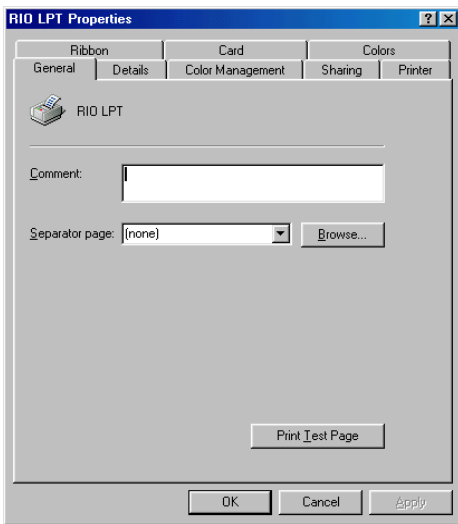 RIO LPT Properties
Ribbon Card Colors
General Details Color Management Sharing Printer
RIO LPT
Comment:
Separator page: (none) Browse...
Print Test Page
OK Cancel Apply